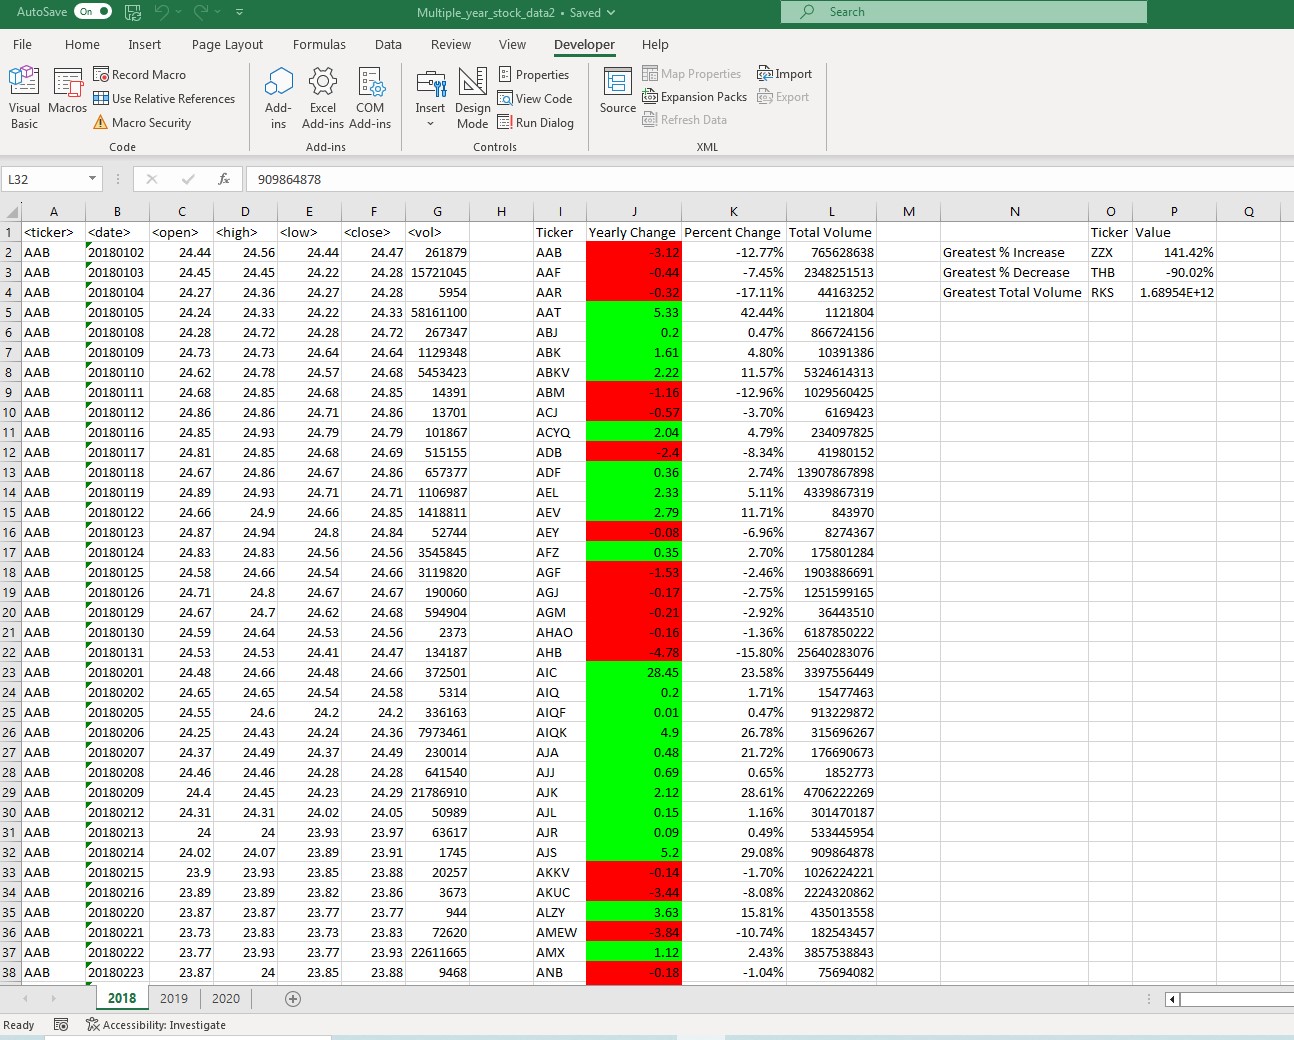 AutoSave On Multiple_year_stock_data2 • Saved Search
File Home Insert Page Layout Formulas Data Review View Developer Help
Visual Basic Macros Record Macro Use Relative References Macro Security Code
Add-ins Excel Add-ins COM Add-ins Add-ins
Insert Design Mode Properties View Code Run Dialog Controls
Source Map Properties Expansion Packs Refresh Data Import Export XML
L32 fx 909864878
A B C D E F G H I J K L M N O P Q
1 <ticker> <date> <open> <high> <low> <close> <vol> Ticker Yearly Change Percent Change Total Volume Ticker Value
2 AAB 20180102 24.44 24.56 24.44 24.47 261879 AAB -3.12 -12.77% 765628638 Greatest % Increase ZZX 141.42%
3 AAB 20180103 24.45 24.45 24.22 24.28 15721045 AAF -0.44 -7.45% 2348251513 Greatest % Decrease THB -90.02%
4 AAB 20180104 24.27 24.36 24.27 24.28 5954 AAR -0.32 -17.11% 44163252 Greatest Total Volume RKS 1.68954E+12
5 AAB 20180105 24.24 24.33 24.22 24.33 58161100 AAT 5.33 42.44% 1121804
6 AAB 20180108 24.28 24.72 24.28 24.72 267347 ABJ 0.2 0.47% 866724156
7 AAB 20180109 24.73 24.73 24.64 24.64 1129348 ABK 1.61 4.80% 10391386
8 AAB 20180110 24.62 24.78 24.57 24.68 5453423 ABKV 2.22 11.57% 5324614313
9 AAB 20180111 24.68 24.85 24.68 24.85 14391 ABM -1.16 -12.96% 1029560425
10 AAB 20180112 24.86 24.86 24.71 24.86 13701 ACJ -0.57 -3.70% 6169423
11 AAB 20180116 24.85 24.93 24.79 24.79 101867 ACYQ 2.04 4.79% 234097825
12 AAB 20180117 24.81 24.85 24.68 24.69 515155 ADB -2.4 -8.34% 41980152
13 AAB 20180118 24.67 24.86 24.67 24.86 657377 ADF 0.36 2.74% 13907867898
14 AAB 20180119 24.89 24.93 24.71 24.71 1106987 AEL 2.33 5.11% 4339867319
15 AAB 20180122 24.66 24.9 24.66 24.85 1418811 AEV 2.79 11.71% 843970
16 AAB 20180123 24.87 24.94 24.8 24.84 52744 AEY -0.08 -6.96% 8274367
17 AAB 20180124 24.83 24.83 24.56 24.56 3545845 AFZ 0.35 2.70% 175801284
18 AAB 20180125 24.58 24.66 24.54 24.66 3119820 AGF -1.53 -2.46% 1903886691
19 AAB 20180126 24.71 24.8 24.67 24.67 190060 AGJ -0.17 -2.75% 1251599165
20 AAB 20180129 24.67 24.7 24.62 24.68 594904 AGM -0.21 -2.92% 36443510
21 AAB 20180130 24.59 24.64 24.53 24.56 2373 AHAO -0.16 -1.36% 6187850222
22 AAB 20180131 24.53 24.53 24.41 24.47 134187 AHB -4.78 -15.80% 25640283076
23 AAB 20180201 24.48 24.66 24.48 24.66 372501 AIC 28.45 23.58% 3397556449
24 AAB 20180202 24.65 24.65 24.54 24.58 5314 AIQ 0.2 1.71% 15477463
25 AAB 20180205 24.55 24.6 24.2 24.2 336163 AIQF 0.01 0.47% 913229872
26 AAB 20180206 24.25 24.43 24.24 24.36 7973461 AIQK 4.9 26.78% 315696267
27 AAB 20180207 24.37 24.49 24.37 24.49 230014 AJA 0.48 21.72% 176690673
28 AAB 20180208 24.46 24.46 24.28 24.28 641540 AJJ 0.69 0.65% 1852773
29 AAB 20180209 24.4 24.45 24.23 24.29 21786910 AJK 2.12 28.61% 4706222269
30 AAB 20180212 24.31 24.31 24.02 24.05 50989 AJL 0.15 1.16% 301470187
31 AAB 20180213 24 24 23.93 23.97 63617 AJR 0.09 0.49% 533445954
32 AAB 20180214 24.02 24.07 23.89 23.91 1745 AJS 5.2 29.08% 909864878
33 AAB 20180215 23.9 23.93 23.85 23.88 20257 AKKV -0.14 -1.70% 1026224221
34 AAB 20180216 23.89 23.89 23.82 23.86 3673 AKUC -3.44 -8.08% 2224320862
35 AAB 20180220 23.87 23.87 23.77 23.77 944 ALZY 3.63 15.81% 435013558
36 AAB 20180221 23.73 23.83 23.73 23.83 72620 AMEW -3.84 -10.74% 182543457
37 AAB 20180222 23.77 23.93 23.77 23.93 22611665 AMX 1.12 2.43% 3857538843
38 AAB 20180223 23.87 24 23.85 23.88 9468 ANB -0.18 -1.04% 75694082
2018 2019 2020
Ready Accessibility: Investigate